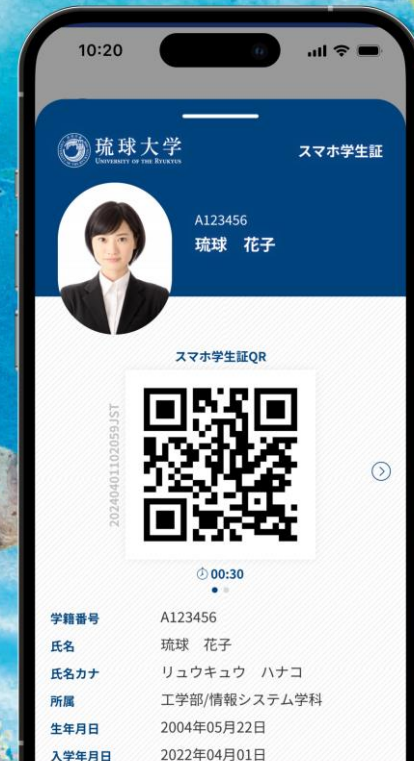 10:20
琉球大学
UNIVERSITY OF THE RYUKYUS
スマホ学生証
A123456
琉球 花子
スマホ学生証QR
20240401102059JST
00:30
学籍番号 A123456
氏名 琉球 花子
氏名カナ リュウキュウ ハナコ
所属 工学部/情報システム学科
生年月日 2004年05月22日
入学年月日 2022年04月01日